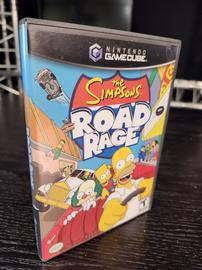 NINTENDO
GAMECUBE
The
Simpsons
ROAD
RAGE